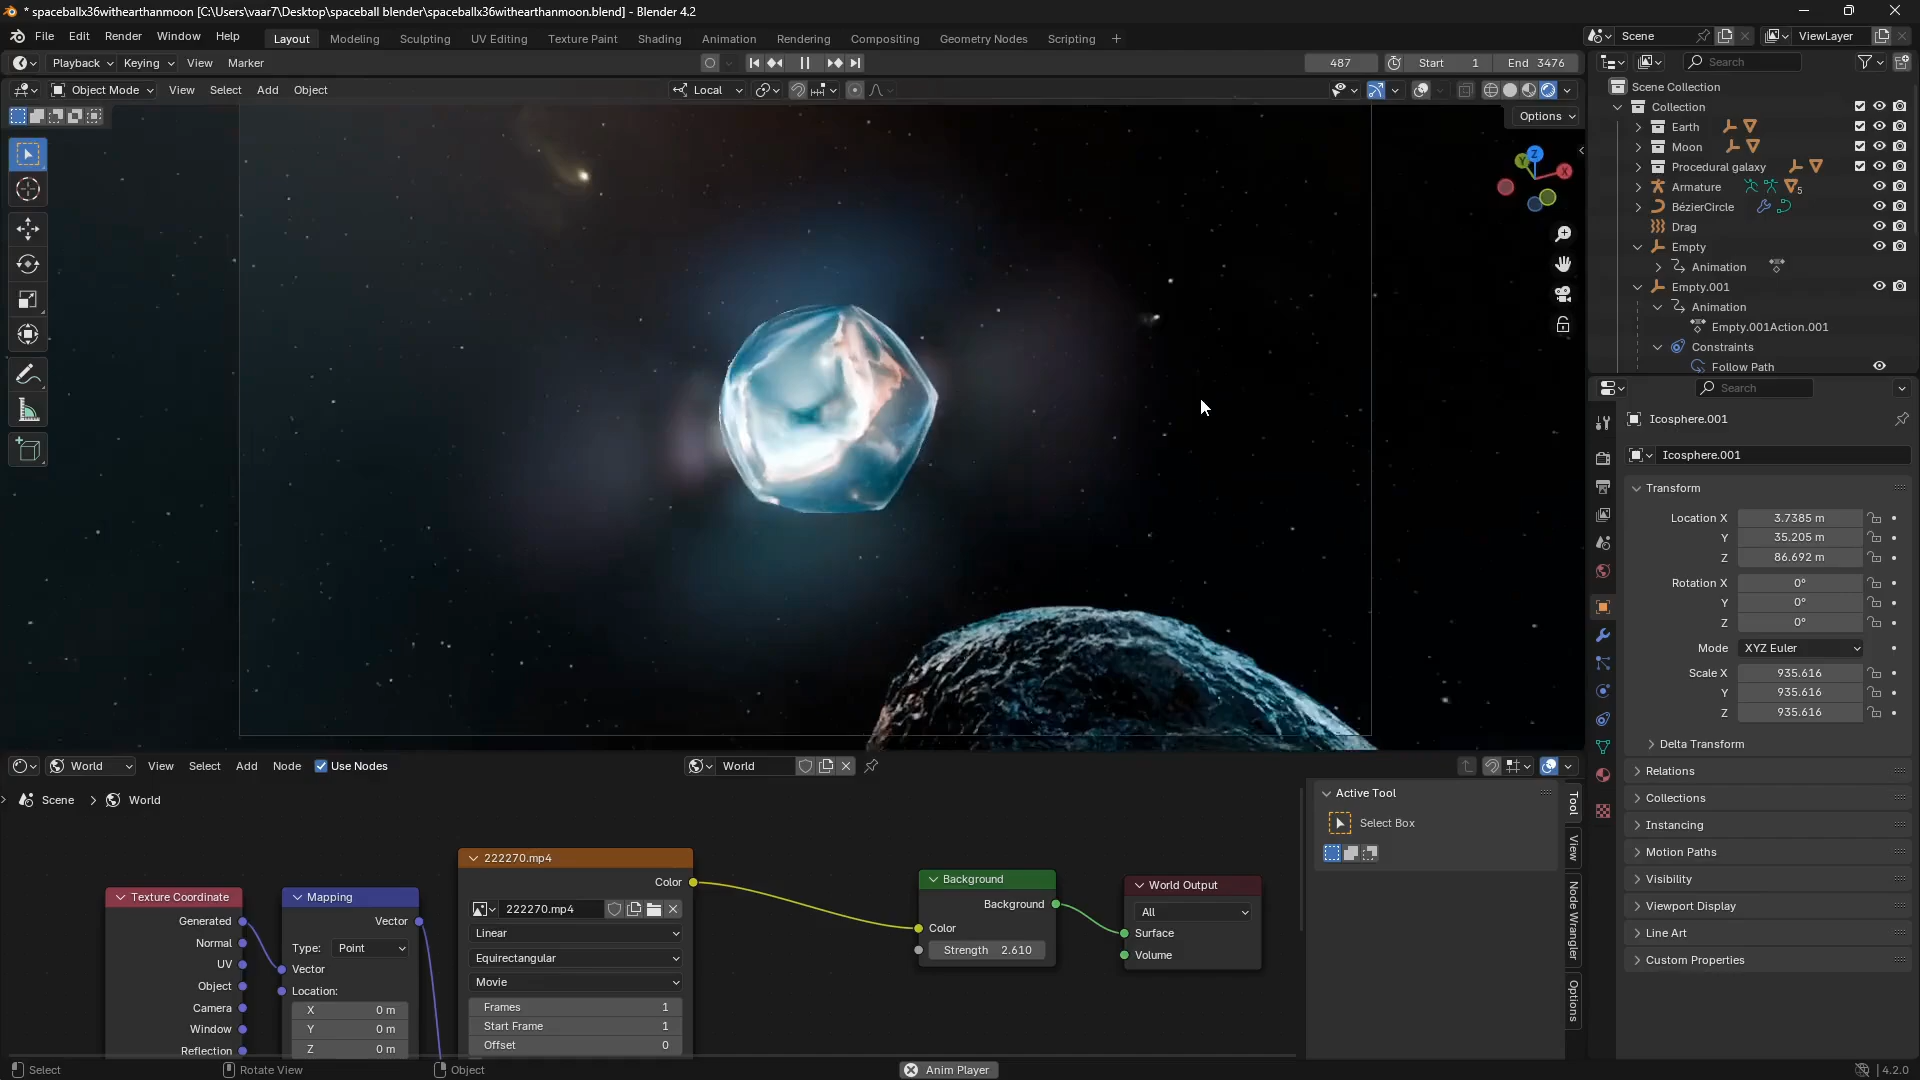 * spaceballx36withearthanmoon [C:\Users\vaar7\Desktop\spaceball blender\spaceballx36withearthanmoon.blend] - Blender 4.2
File Edit Render Window Help Layout Modeling Sculpting UV Editing Texture Paint Shading Animation Rendering Compositing Geometry Nodes Scripting + Scene ViewLayer
Playback Keying View Marker 487 Start 1 End 3476 Search
Object Mode View Select Add Object Local
Options
Z
Y
X
Scene Collection
Collection
Earth
Moon
Procedural galaxy
Armature 5
BézierCircle
Drag
Empty
Animation
Empty.001
Animation
Empty.001Action.001
Constraints
Follow Path
Search
Icosphere.001
Icosphere.001
Transform
Location X 3.7385 m
Y 35.205 m
Z 86.692 m
Rotation X 0°
Y 0°
Z 0°
Mode XYZ Euler
Scale X 935.616
Y 935.616
Z 935.616
Delta Transform
Relations
Collections
Instancing
Motion Paths
Visibility
Viewport Display
Line Art
Custom Properties
World View Select Add Node Use Nodes World
Scene > World
Texture Coordinate
Generated
Normal
UV
Object
Camera
Window
Reflection
Mapping
Vector
Type: Point
Vector
Location:
X 0 m
Y 0 m
Z 0 m
222270.mp4
Color
222270.mp4
Linear
Equirectangular
Movie
Frames 1
Start Frame 1
Offset 0
Background
Background
Color
Strength 2.610
World Output
All
Surface
Volume
Active Tool
Select Box
Tool
View
Node Wrangler
Options
Select Rotate View Object Anim Player 4.2.0